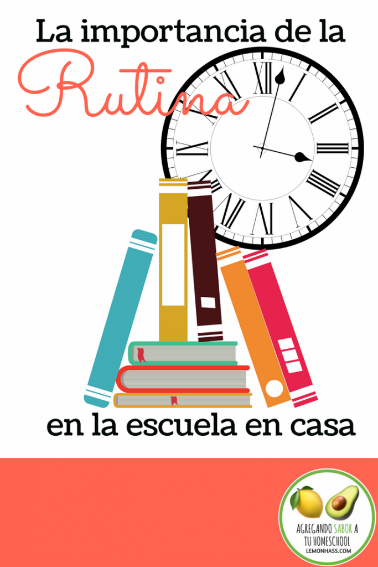 La importancia de la
Rutina
en la escuela en casa
AGREGANDO SABOR A
TU HOMESCHOOL
LEMONHASS.COM